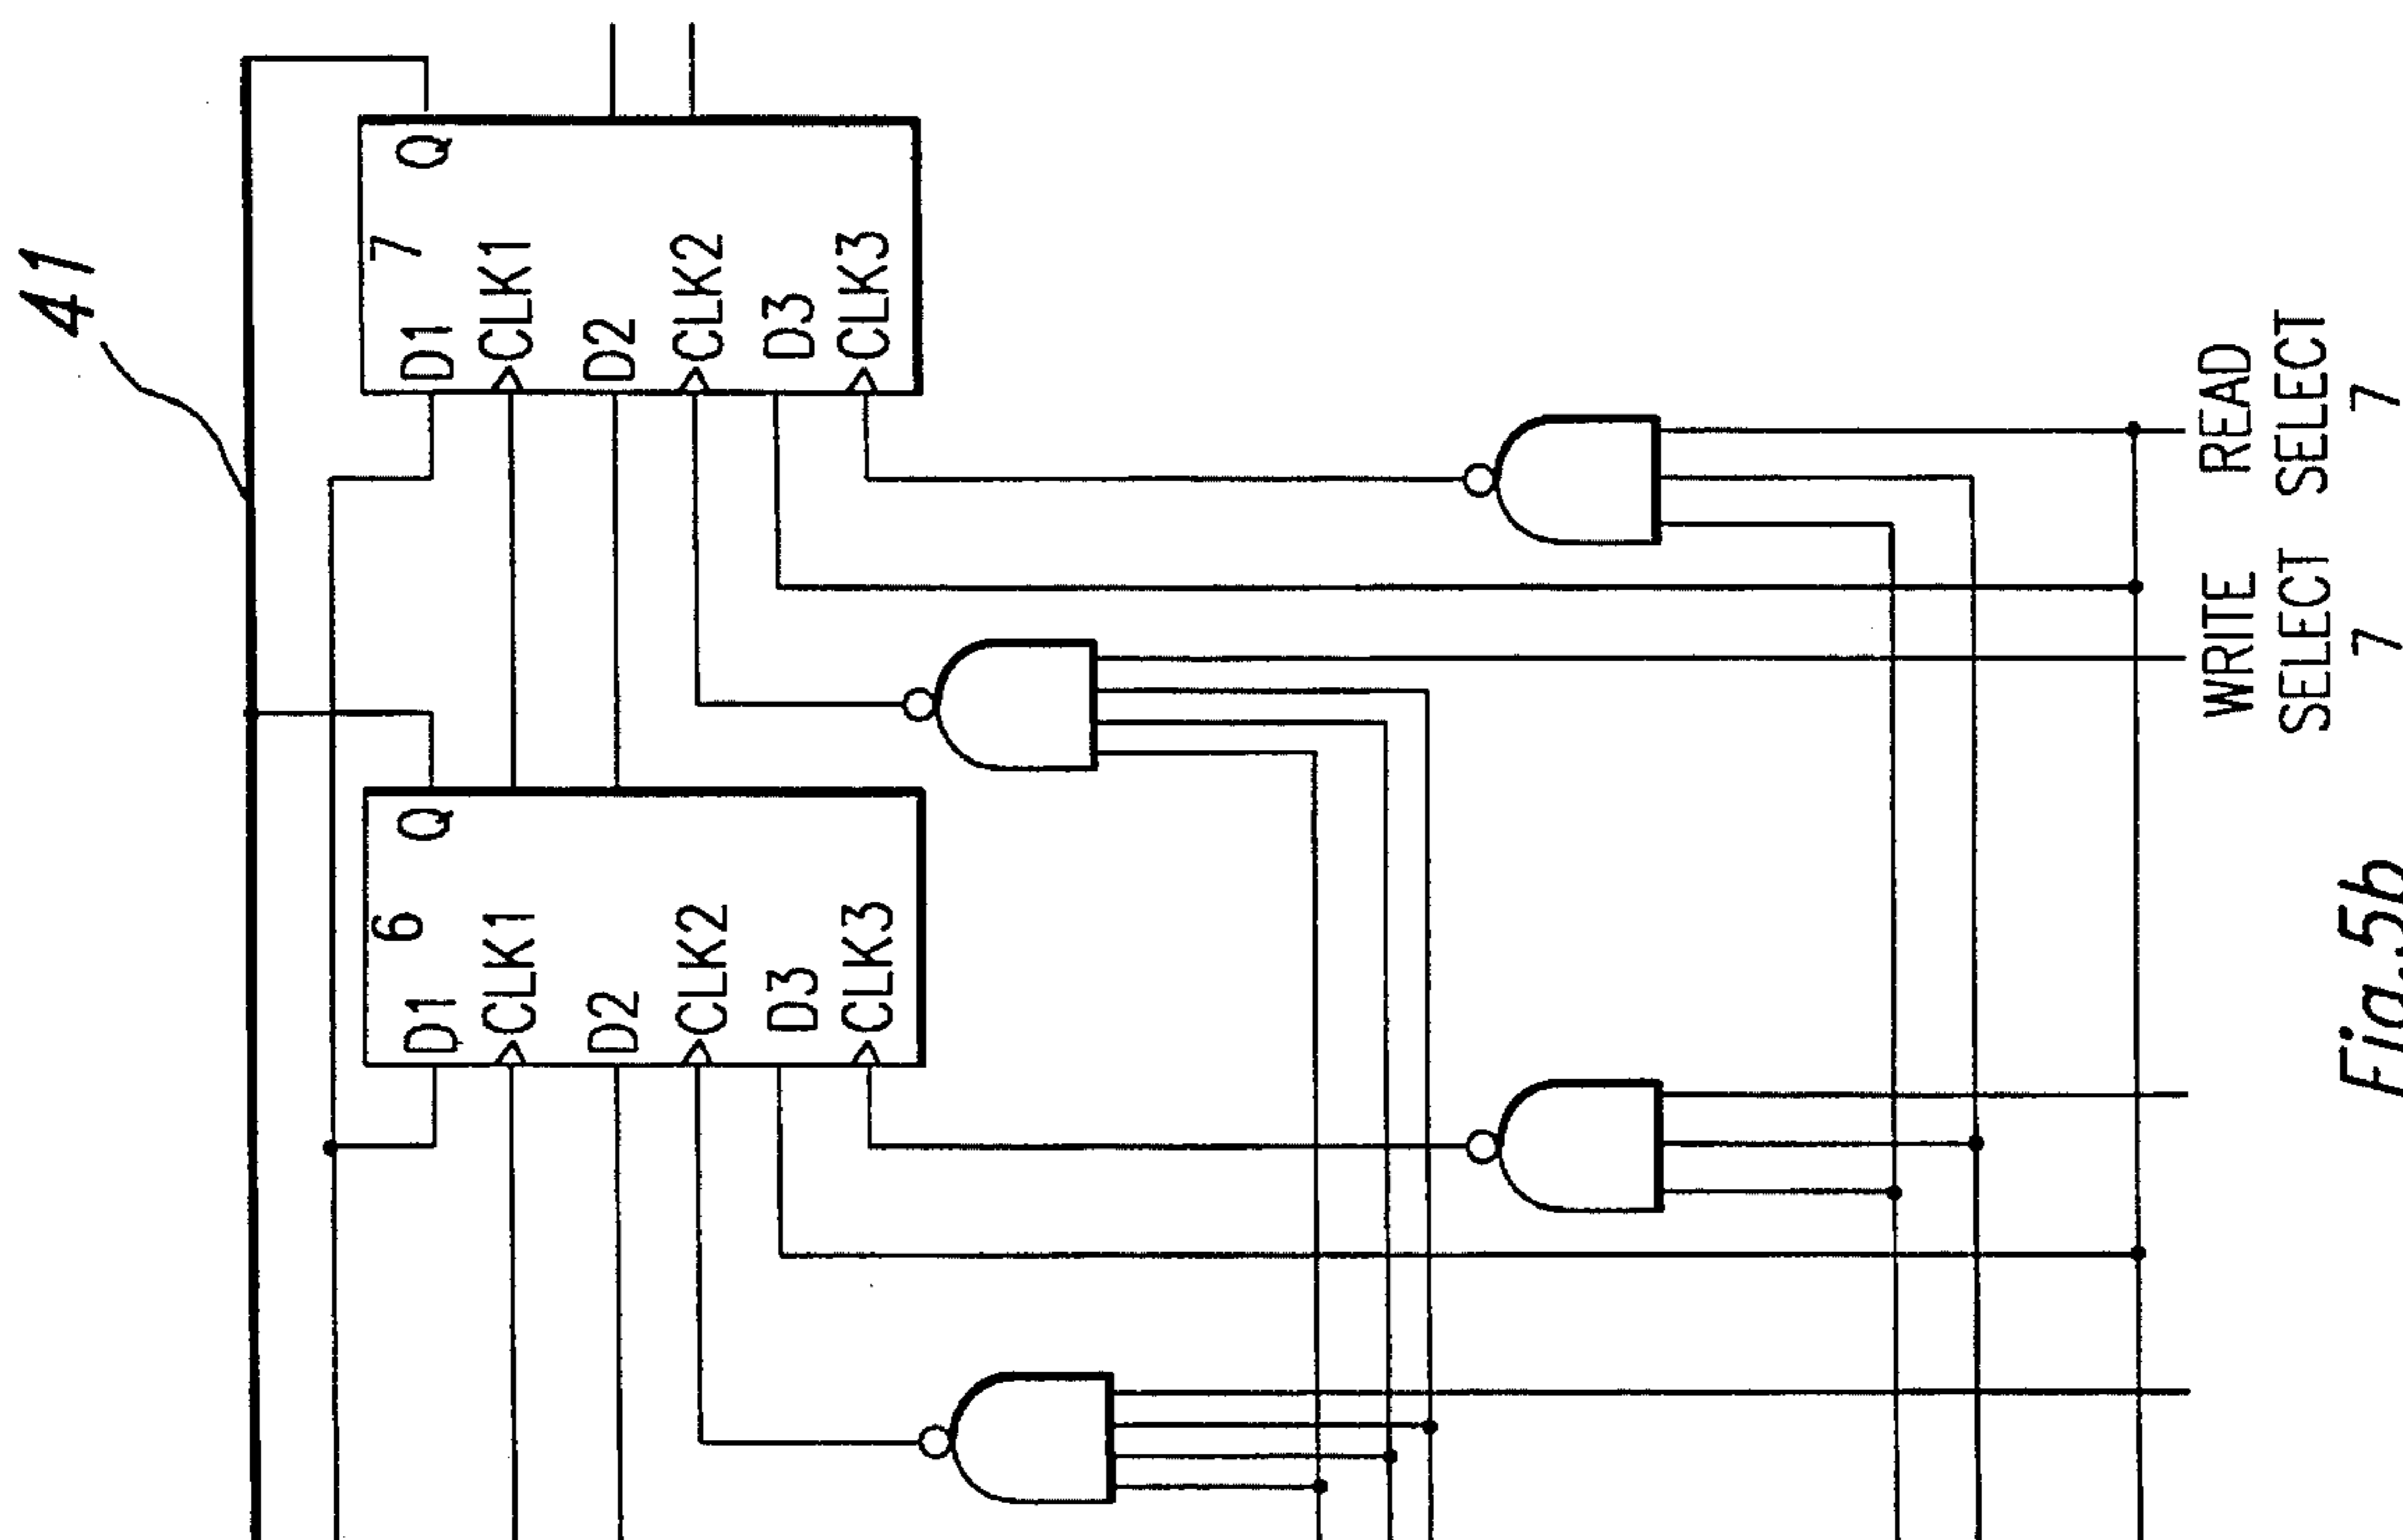 41
Q
7
D1
CLK1
D2
CLK2
D3
CLK3
Q
6
D1
CLK1
D2
CLK2
D3
CLK3
READ
SELECT
7
WRITE
SELECT
7
Fig.5b